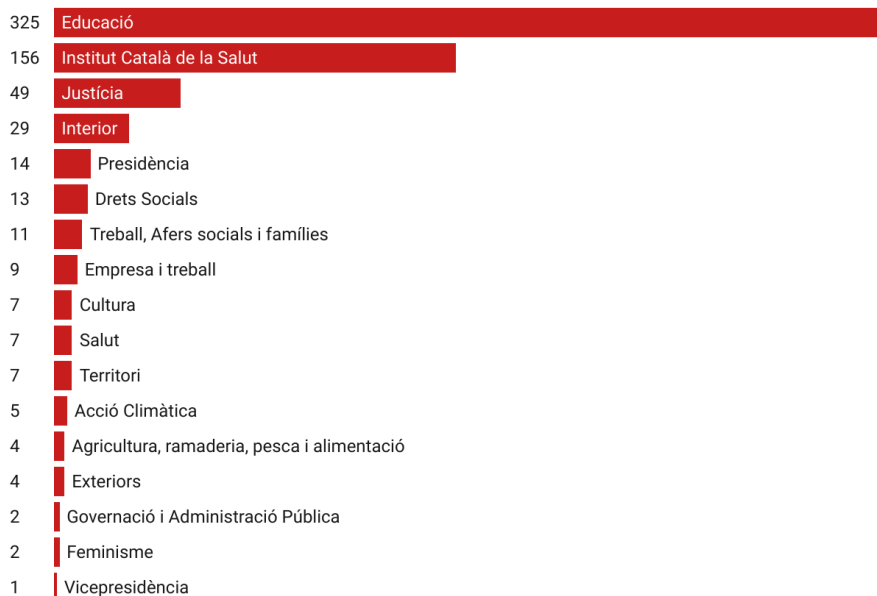 325 Educació
156 Institut Català de la Salut
49 Justícia
29 Interior
14 Presidència
13 Drets Socials
11 Treball, Afers socials i famílies
9 Empresa i treball
7 Cultura
7 Salut
7 Territori
5 Acció Climàtica
4 Agricultura, ramaderia, pesca i alimentació
4 Exteriors
2 Governació i Administració Pública
2 Feminisme
1 Vicepresidència